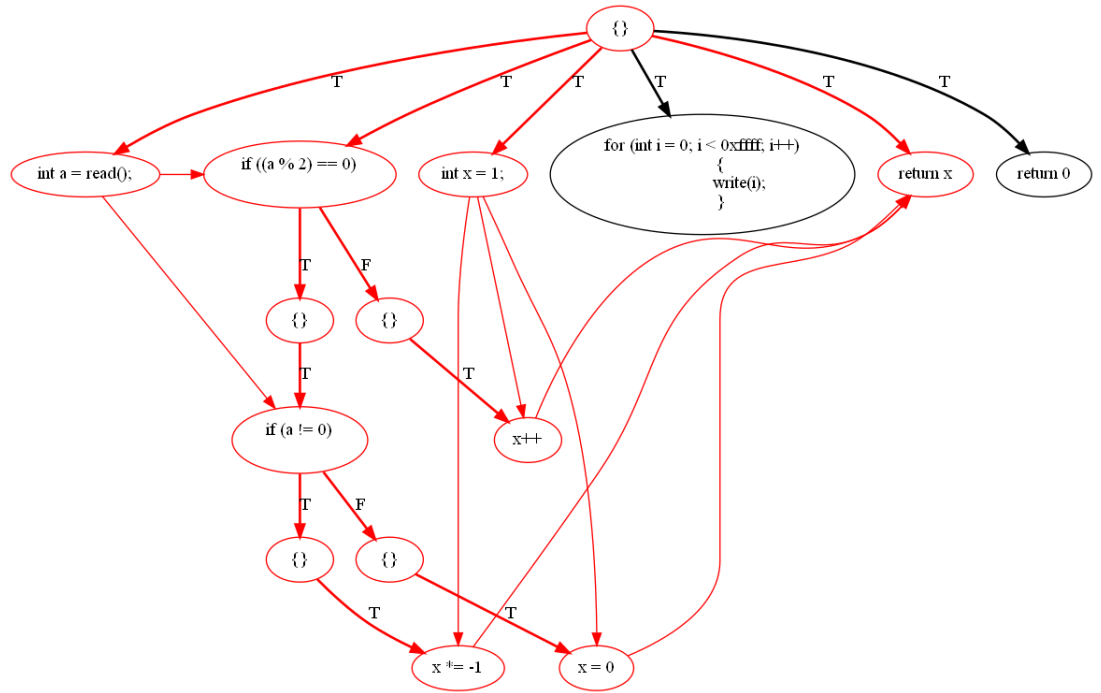 {}
T
T
T
T
T
T
int a = read();
if ((a % 2) == 0)
int x = 1;
for (int i = 0; i < 0xffff; i++)
{
write(i);
}
return x
return 0
T
F
{}
{}
T
T
if (a != 0)
x++
T
F
{}
{}
T
T
x *= -1
x = 0